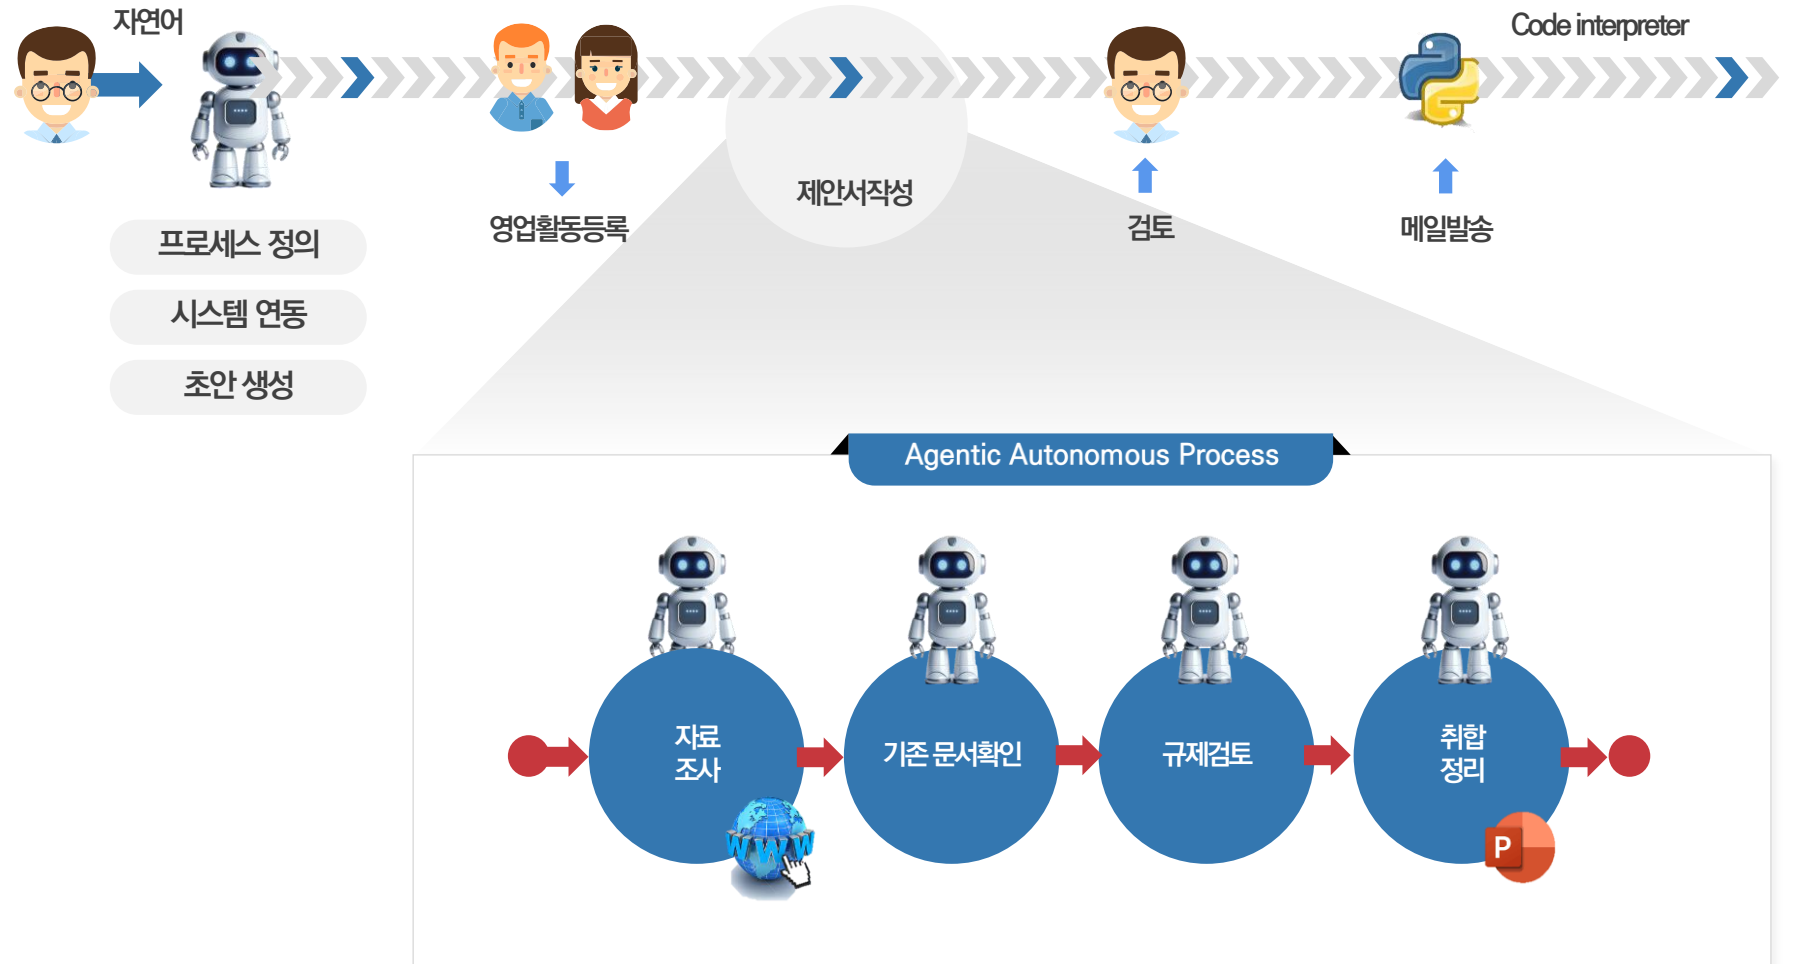 자연어
Code interpreter
제안서작성
영업활동등록
검토
메일발송
프로세스 정의
시스템 연동
초안 생성
Agentic Autonomous Process
자료
조사
기존 문서확인
규제검토
취합
정리
WWW
P